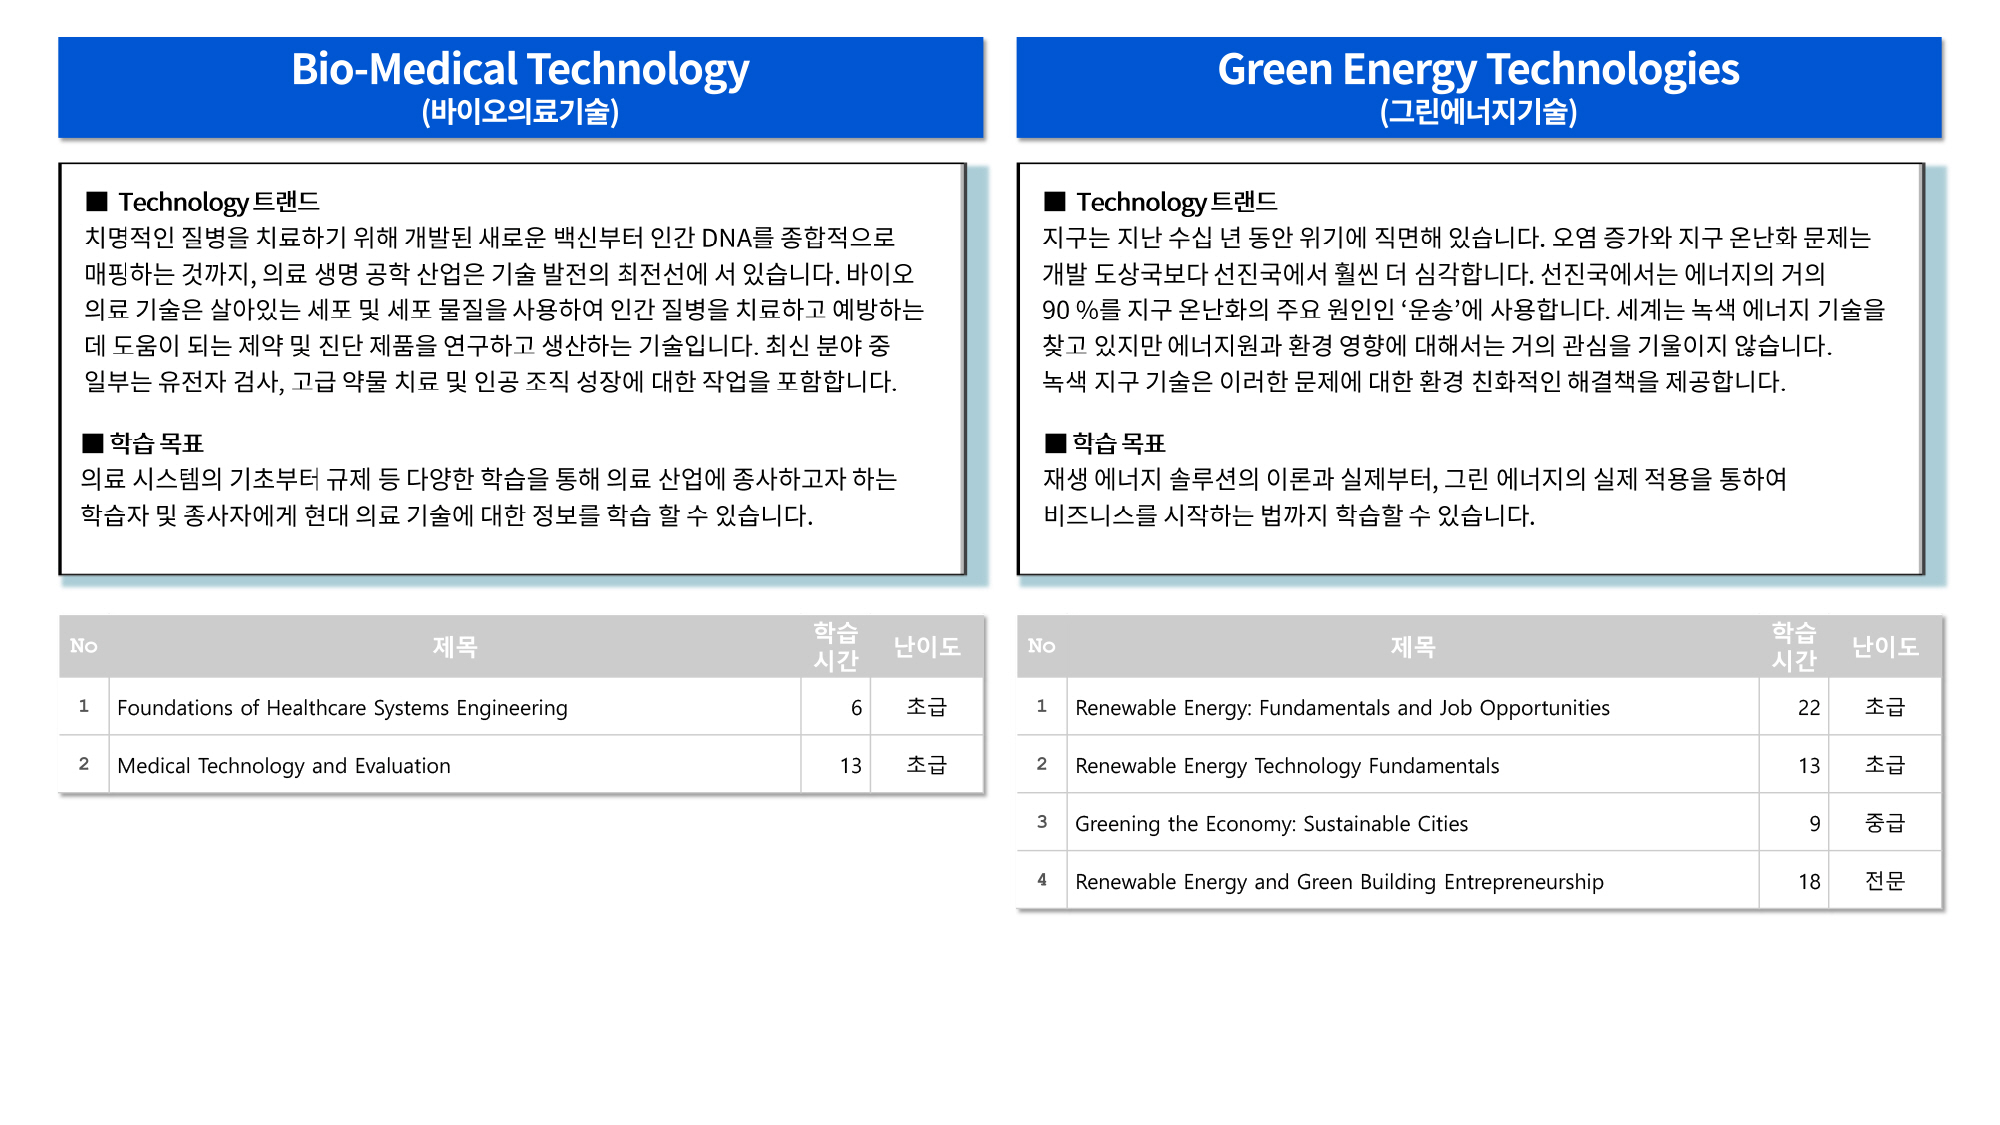 Bio-Medical Technology
(바이오의료기술)
■ Technology트랜드
치명적인 질병을 치료하기 위해 개발된 새로운 백신부터 인간 DNA를 종합적으로
매핑하는 것까지, 의료 생명 공학 산업은 기술 발전의 최전선에 서 있습니다. 바이오
의료 기술은 살아있는 세포 및 세포 물질을 사용하여 인간 질병을 치료하고 예방하는
데 도움이 되는 제약 및 진단 제품을 연구하고 생산하는 기술입니다. 최신 분야 중
일부는 유전자 검사, 고급 약물 치료 및 인공 조직 성장에 대한 작업을 포함합니다.
■ 학습 목표
의료 시스템의 기초부터 규제 등 다양한 학습을 통해 의료 산업에 종사하고자 하는
학습자 및 종사자에게 현대 의료 기술에 대한 정보를 학습 할 수 있습니다.
No 제목 학습 시간 난이도
1 Foundations of Healthcare Systems Engineering 6 초급
2 Medical Technology and Evaluation 13 초급
Green Energy Technologies
(그린에너지기술)
■ Technology트랜드
지구는 지난 수십 년 동안 위기에 직면해 있습니다. 오염 증가와 지구 온난화 문제는
개발 도상국보다 선진국에서 훨씬 더 심각합니다. 선진국에서는 에너지의 거의
90 %를 지구 온난화의 주요 원인인 ‘운송’에 사용합니다. 세계는 녹색 에너지 기술을
찾고 있지만 에너지원과 환경 영향에 대해서는 거의 관심을 기울이지 않습니다.
녹색 지구 기술은 이러한 문제에 대한 환경 친화적인 해결책을 제공합니다.
■ 학습 목표
재생 에너지 솔루션의 이론과 실제부터, 그린 에너지의 실제 적용을 통하여
비즈니스를 시작하는 법까지 학습할 수 있습니다.
No 제목 학습 시간 난이도
1 Renewable Energy: Fundamentals and Job Opportunities 22 초급
2 Renewable Energy Technology Fundamentals 13 초급
3 Greening the Economy: Sustainable Cities 9 중급
4 Renewable Energy and Green Building Entrepreneurship 18 전문